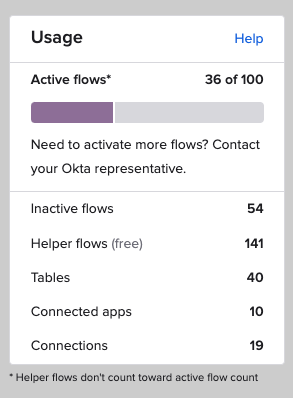 Usage
Help
Active flows*
36 of 100
Need to activate more flows? Contact
your Okta representative.
Inactive flows
54
Helper flows (free)
141
Tables
40
Connected apps
10
Connections
19
* Helper flows don't count toward active flow count